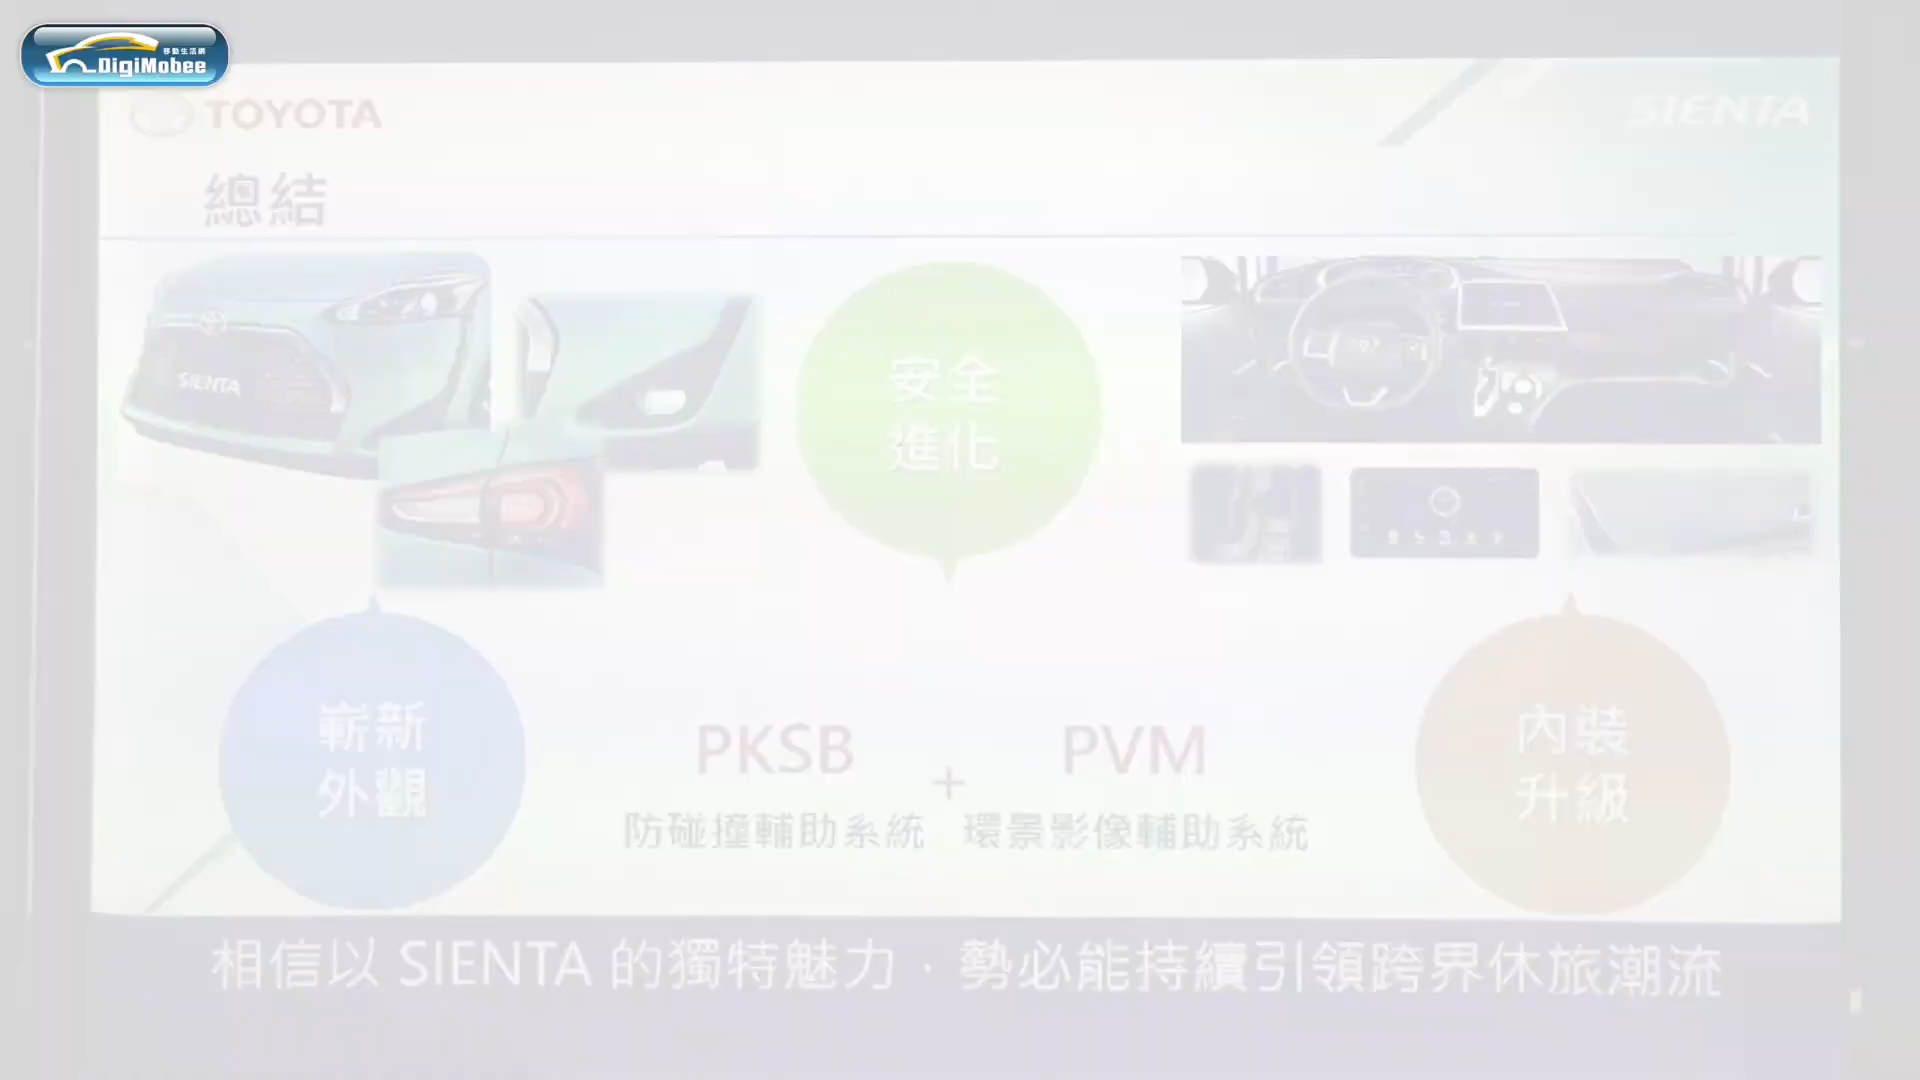 移動生活網
DigiMobee
TOYOTA
SIENTA
總結
SIENTA
安全
進化
嶄新
外觀
PKSB
+
PVM
防碰撞輔助系統
環景影像輔助系統
內裝
升級
相信以 SIENTA 的獨特魅力．勢必能持續引領跨界休旅潮流